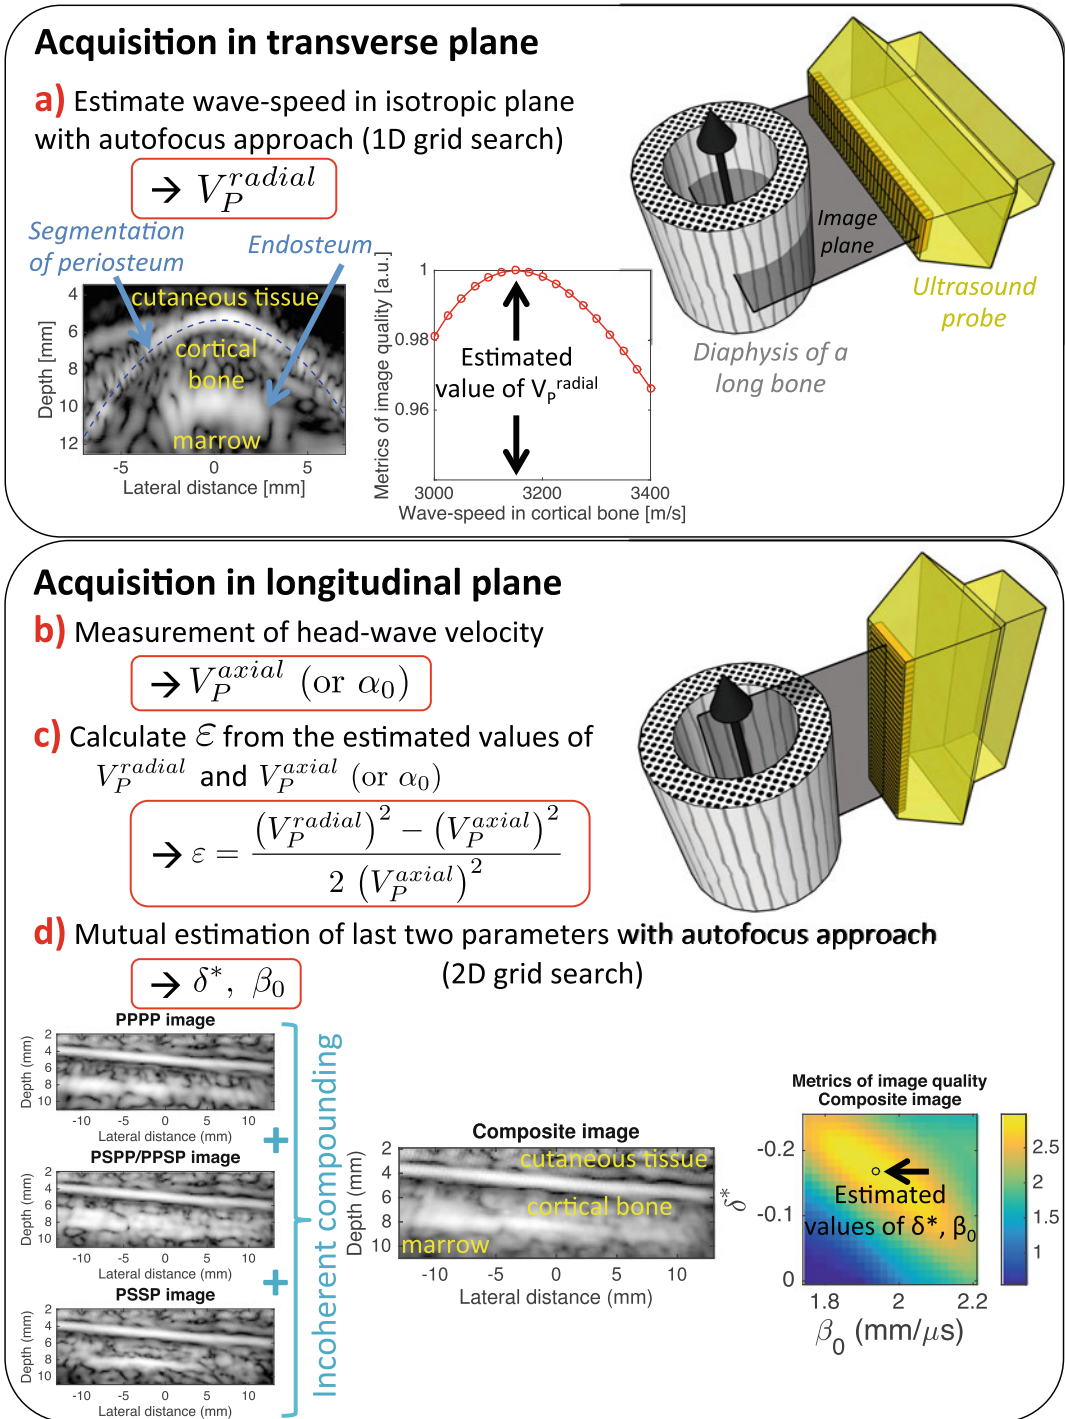 Acquisition in transverse plane
a) Estimate wave-speed in isotropic plane
with autofocus approach (1D grid search)
→ V_P^{radial}
Segmentation
of periosteum
Endosteum
cutaneous tissue
cortical
bone
marrow
Depth [mm]
4
6
8
10
12
-5
0
5
Lateral distance [mm]
Metrics of image quality [a.u.]
1
0.98
0.96
Estimated
value of V_P^{radial}
3000
3200
3400
Wave-speed in cortical bone [m/s]
Image
plane
Ultrasound
probe
Diaphysis of a
long bone
Acquisition in longitudinal plane
b) Measurement of head-wave velocity
→ V_P^{axial} (or α₀)
c) Calculate ε from the estimated values of
V_P^{radial} and V_P^{axial} (or α₀)
→ ε = ((V_P^{radial})² − (V_P^{axial})²) / (2 (V_P^{axial})²)
d) Mutual estimation of last two parameters with autofocus approach
(2D grid search)
→ δ*, β₀
PPPP image
Depth (mm)
2
4
6
8
10
-10
-5
0
5
10
Lateral distance (mm)
+
PSPP/PPSP image
Depth (mm)
2
4
6
8
10
-10
-5
0
5
10
Lateral distance (mm)
+
PSSP image
Depth (mm)
2
4
6
8
10
-10
-5
0
5
10
Lateral distance (mm)
Incoherent compounding
Composite image
cutaneous tissue
cortical bone
marrow
Depth (mm)
2
4
6
8
10
-10
-5
0
5
10
Lateral distance (mm)
Metrics of image quality
Composite image
δ*
-0.2
-0.1
0
Estimated
values of δ*, β₀
1.8
2
2.2
β₀ (mm/μs)
2.5
2
1.5
1